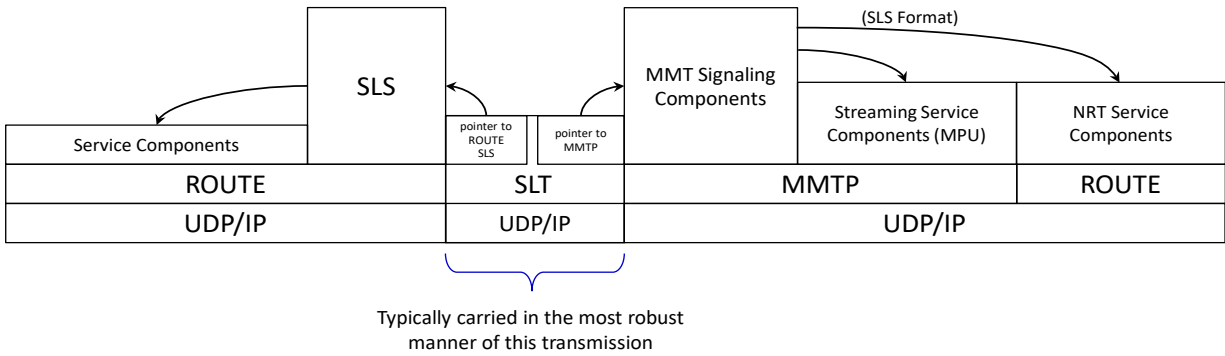 (SLS Format)
SLS
MMT Signaling
Components
Service Components
pointer to
ROUTE
SLS
pointer to
MMTP
Streaming Service
Components (MPU)
NRT Service
Components
ROUTE
SLT
MMTP
ROUTE
UDP/IP
UDP/IP
UDP/IP
Typically carried in the most robust
manner of this transmission